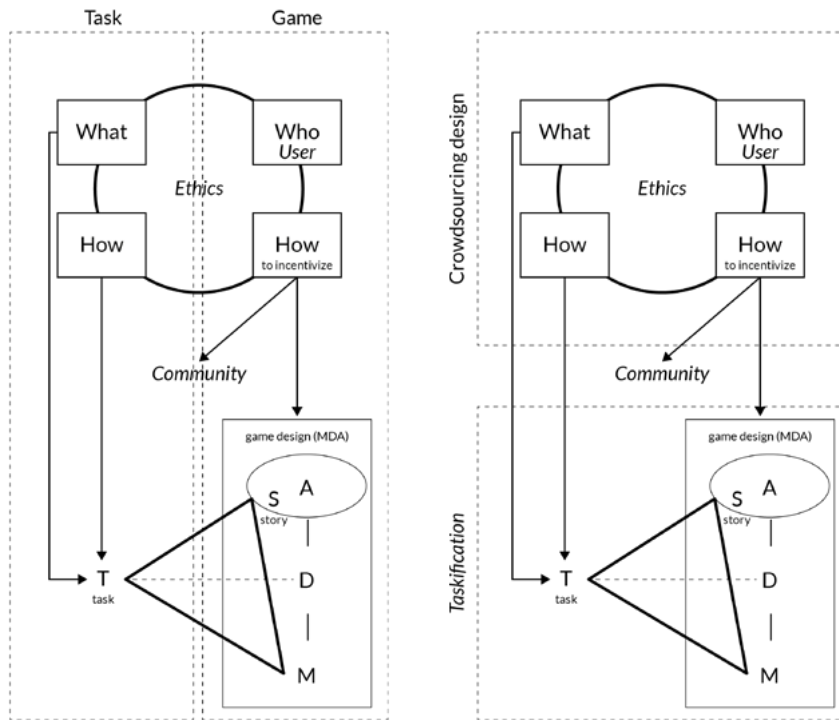 Task
Game
What
Who
User
Ethics
How
How
to incentivize
Community
game design (MDA)
A
S
story
T
task
D
M
Crowdsourcing design
What
Who
User
Ethics
How
How
to incentivize
Community
Taskification
game design (MDA)
A
S
story
T
task
D
M